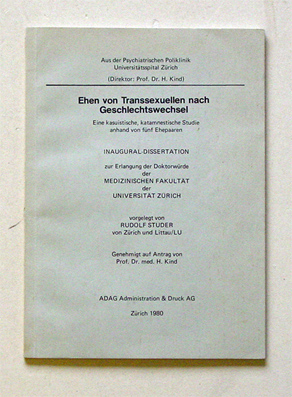 Aus der Psychiatrischen Poliklinik
Universitätsspital Zürich
(Direktor: Prof. Dr. H. Kind)
Ehen von Transsexuellen nach
Geschlechtswechsel
Eine kasuistische, katamnestische Studie
anhand von fünf Ehepaaren
INAUGURAL-DISSERTATION
zur Erlangung der Doktorwürde
der
MEDIZINISCHEN FAKULTÄT
der
UNIVERSITÄT ZÜRICH
vorgelegt von
RUDOLF STUDER
von Zürich und Littau/LU
Genehmigt auf Antrag von
Prof. Dr. med. H. Kind
ADAG Administration & Druck AG
Zürich 1980